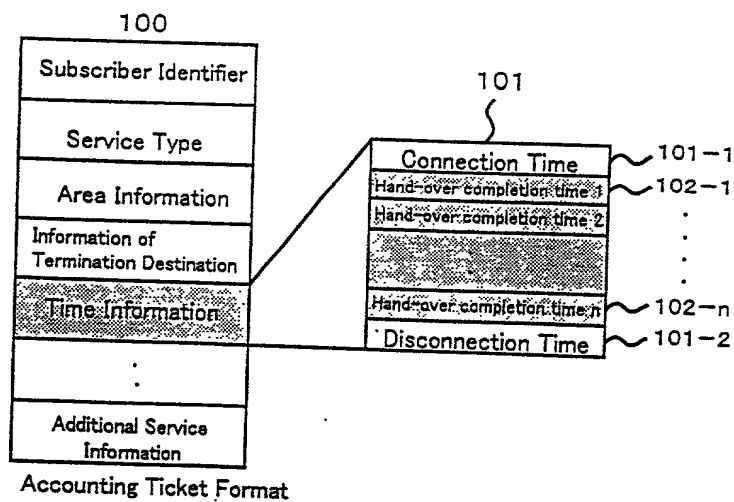 100
Subscriber Identifier
Service Type
Area Information
Information of
Termination Destination
Time Information
Additional Service
Information
Accounting Ticket Format
101
Connection Time
101-1
Hand-over completion time 1
102-1
Hand-over completion time 2
Hand-over completion time n
102-n
Disconnection Time
101-2